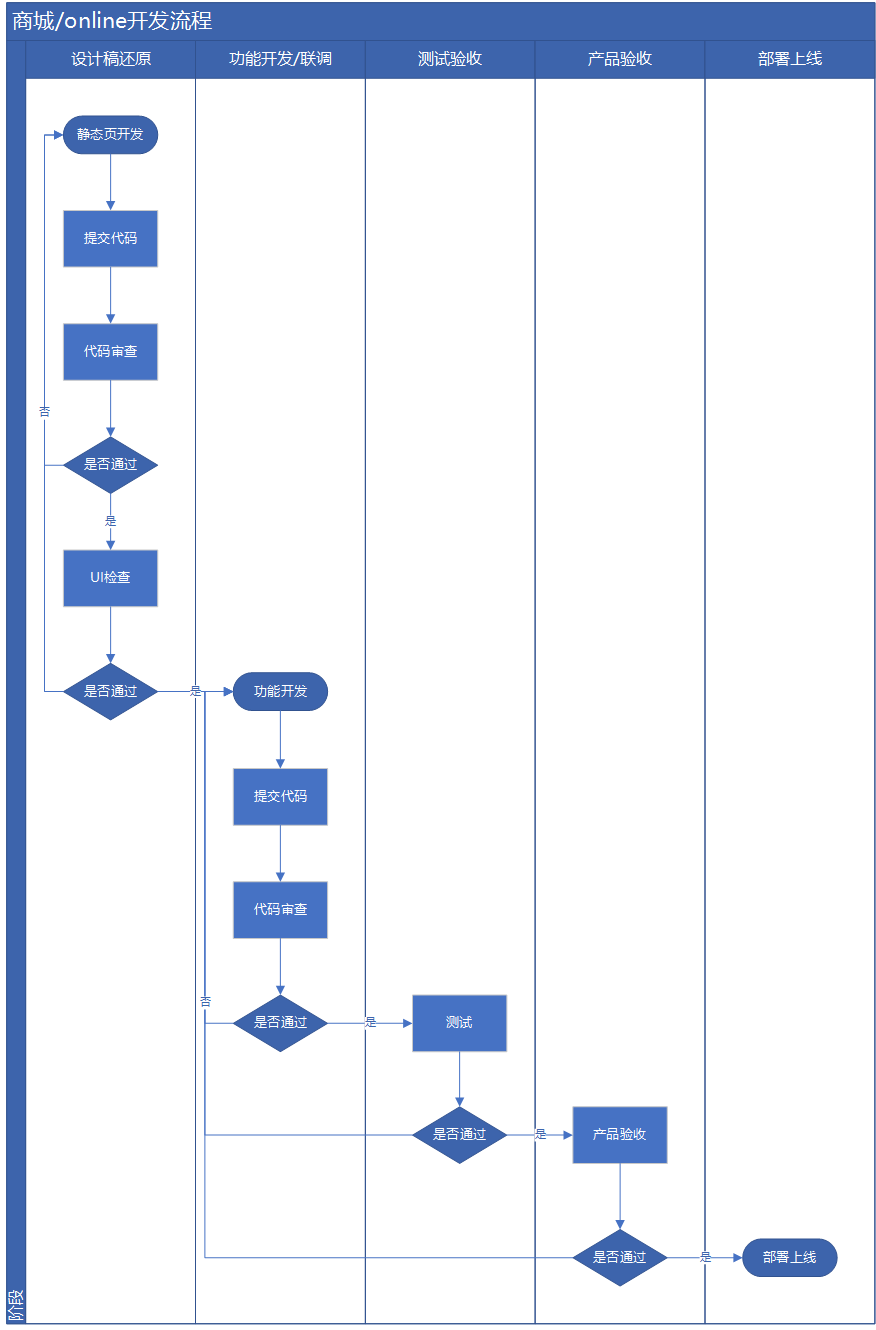 商城/online开发流程
设计稿还原
功能开发/联调
测试验收
产品验收
部署上线
静态页开发
提交代码
代码审查
否
是否通过
是
UI检查
是否通过
是
功能开发
提交代码
代码审查
否
是否通过
是
测试
是否通过
是
产品验收
是否通过
是
部署上线
阶段